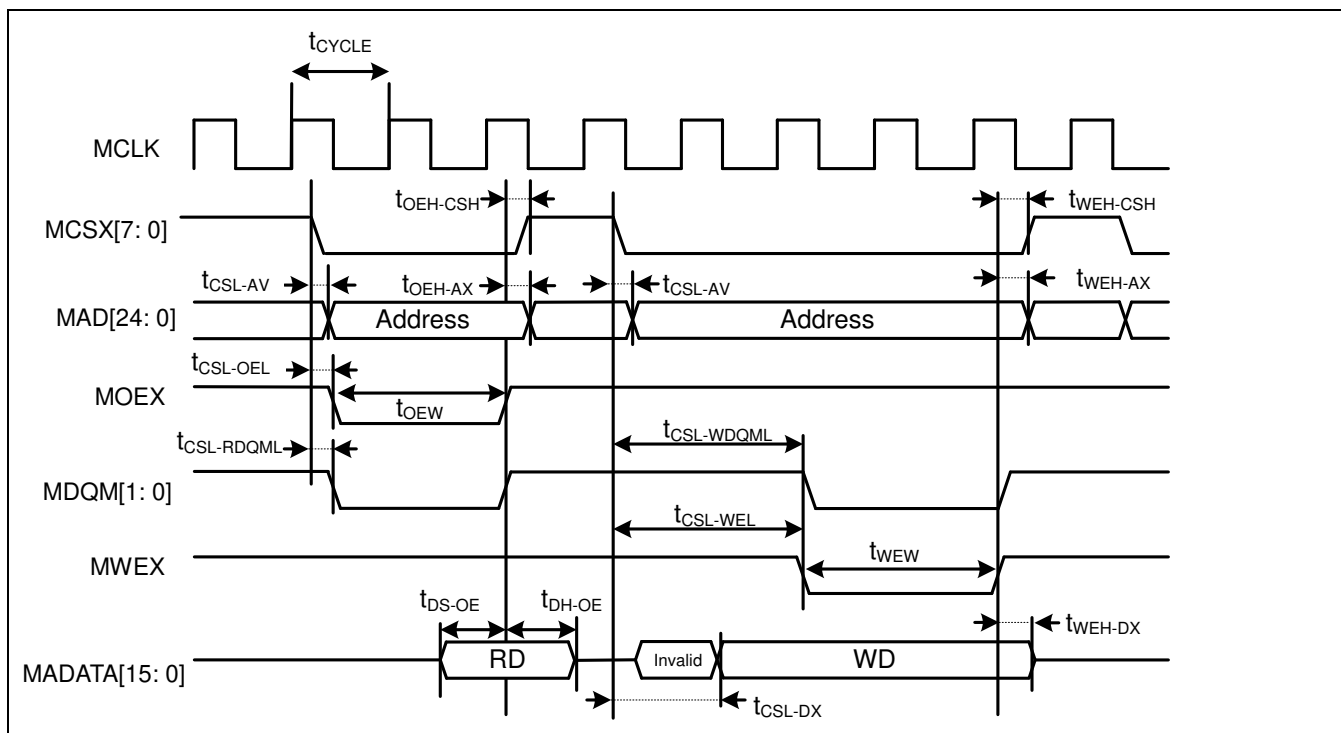 tCYCLE
MCLK
tOEH-CSH tWEH-CSH
MCSX[7: 0]
tCSL-AV tOEH-AX tCSL-AV tWEH-AX
MAD[24: 0] Address Address
tCSL-OEL
MOEX tOEW
tCSL-WDQML
tCSL-RDQML
MDQM[1: 0]
tCSL-WEL
MWEX tWEW
tDS-OE tDH-OE tWEH-DX
MADATA[15: 0] RD Invalid WD
tCSL-DX